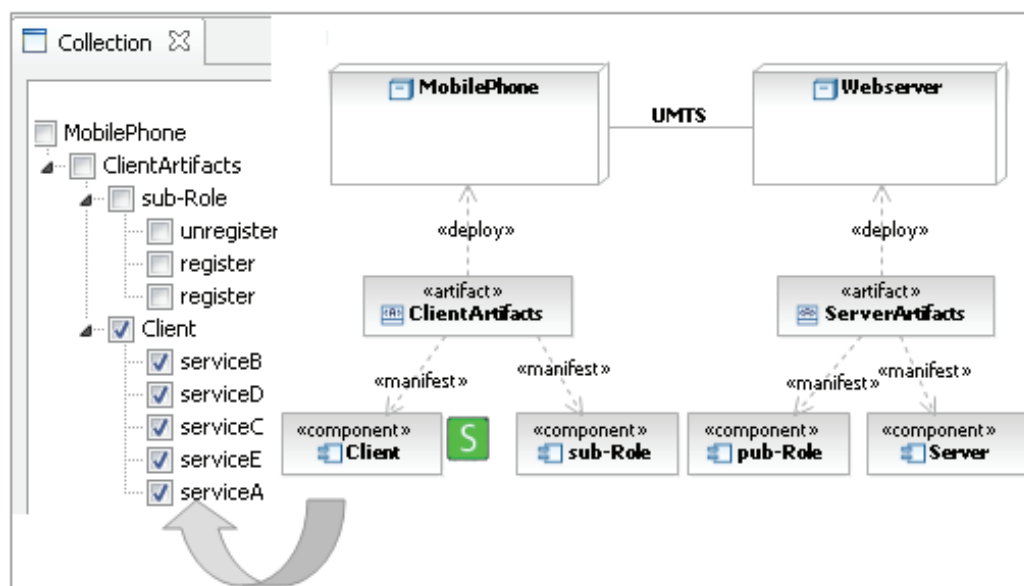 Collection
MobilePhone
ClientArtifacts
sub-Role
unregister
register
register
Client
serviceB
serviceD
serviceC
serviceE
serviceA
MobilePhone
UMTS
Webserver
«deploy»
«deploy»
«artifact»
ClientArtifacts
«artifact»
ServerArtifacts
«manifest»
«manifest»
«manifest»
«manifest»
«component»
Client
S
«component»
sub-Role
«component»
pub-Role
«component»
Server